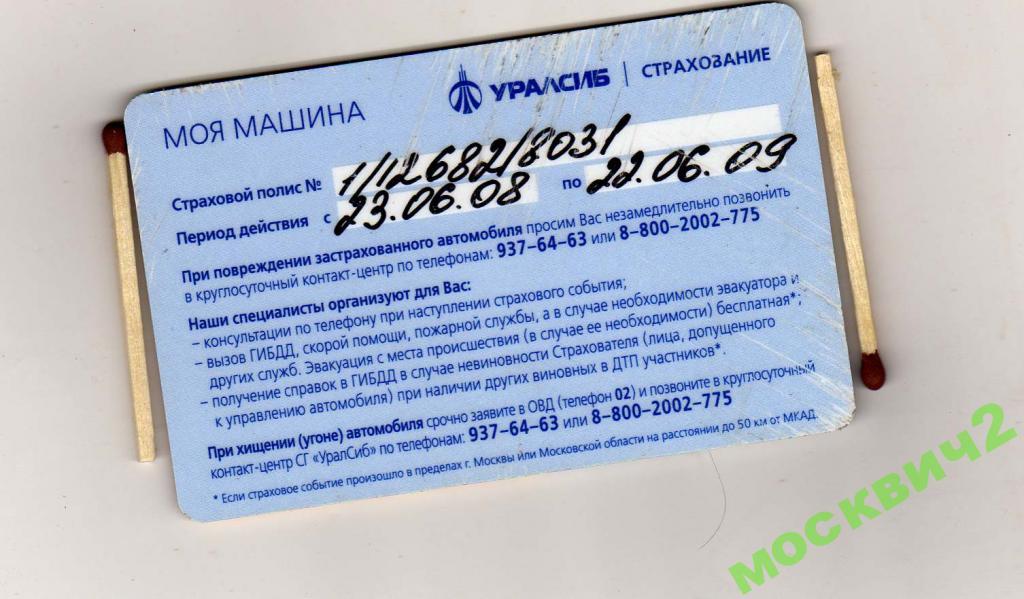 МОЯ МАШИНА
УРАЛСИБ | СТРАХОВАНИЕ
Страховой полис № 1/12682/8031
Период действия с 23.06.08 по 22.06.09
При повреждении застрахованного автомобиля просим Вас незамедлительно позвонить
в круглосуточный контакт-центр по телефонам: 937-64-63 или 8-800-2002-775
Наши специалисты организуют для Вас:
– консультации по телефону при наступлении страхового события;
– вызов ГИБДД, скорой помощи, пожарной службы, а в случае необходимости эвакуатора и
других служб. Эвакуация с места происшествия (в случае ее необходимости) бесплатная*;
– получение справок в ГИБДД в случае невиновности Страхователя (лица, допущенного
к управлению автомобиля) при наличии других виновных в ДТП участников*.
При хищении (угоне) автомобиля срочно заявите в ОВД (телефон 02) и позвоните в круглосуточный
контакт-центр СГ «УралСиб» по телефонам: 937-64-63 или 8-800-2002-775
* Если страховое событие произошло в пределах г. Москвы или Московской области на расстоянии до 50 км от МКАД.
москвич2